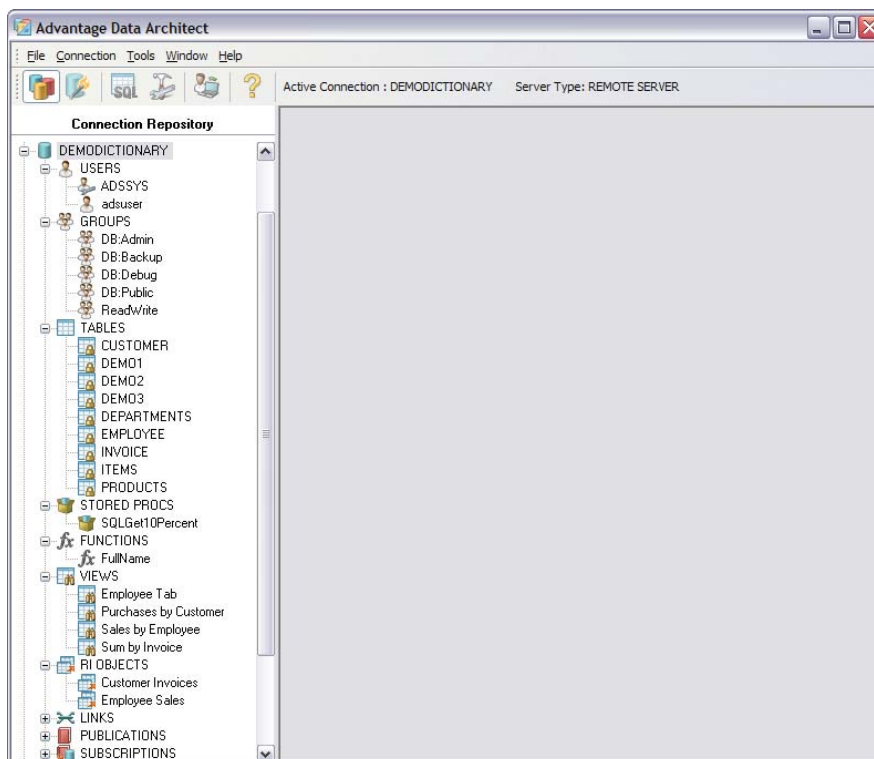 Advantage Data Architect
File Connection Tools Window Help
SQL
Active Connection : DEMODICTIONARY Server Type: REMOTE SERVER
Connection Repository
DEMODICTIONARY
USERS
ADSSYS
adsuser
GROUPS
DB:Admin
DB:Backup
DB:Debug
DB:Public
ReadWrite
TABLES
CUSTOMER
DEMO1
DEMO2
DEMO3
DEPARTMENTS
EMPLOYEE
INVOICE
ITEMS
PRODUCTS
STORED PROCS
SQLGet10Percent
fx FUNCTIONS
fx FullName
VIEWS
Employee Tab
Purchases by Customer
Sales by Employee
Sum by Invoice
RI OBJECTS
Customer Invoices
Employee Sales
LINKS
PUBLICATIONS
SUBSCRIPTIONS